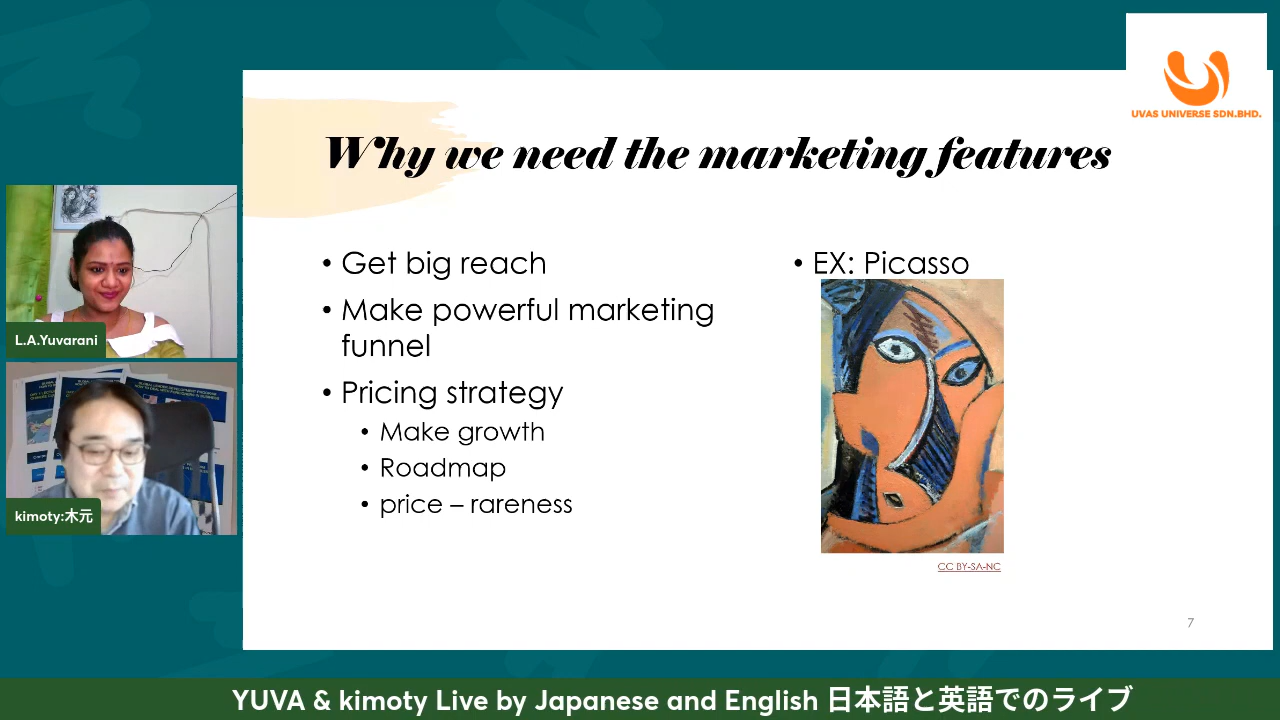 UVAS UNIVERSE SDN.BHD.
Why we need the marketing features
• Get big reach
• Make powerful marketing
funnel
• Pricing strategy
• Make growth
• Roadmap
• price – rareness
• EX: Picasso
CC BY-SA-NC
7
L.A.Yuvarani
kimoty:木元
YUVA & kimoty Live by Japanese and English 日本語と英語でのライブ